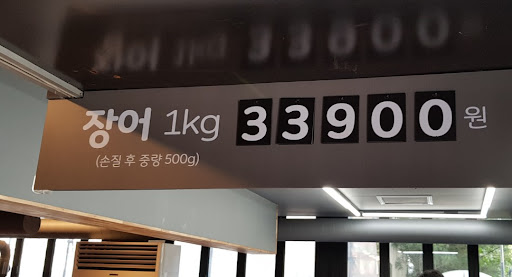 장어 1kg 33900원
(손질 후 중량 500g)